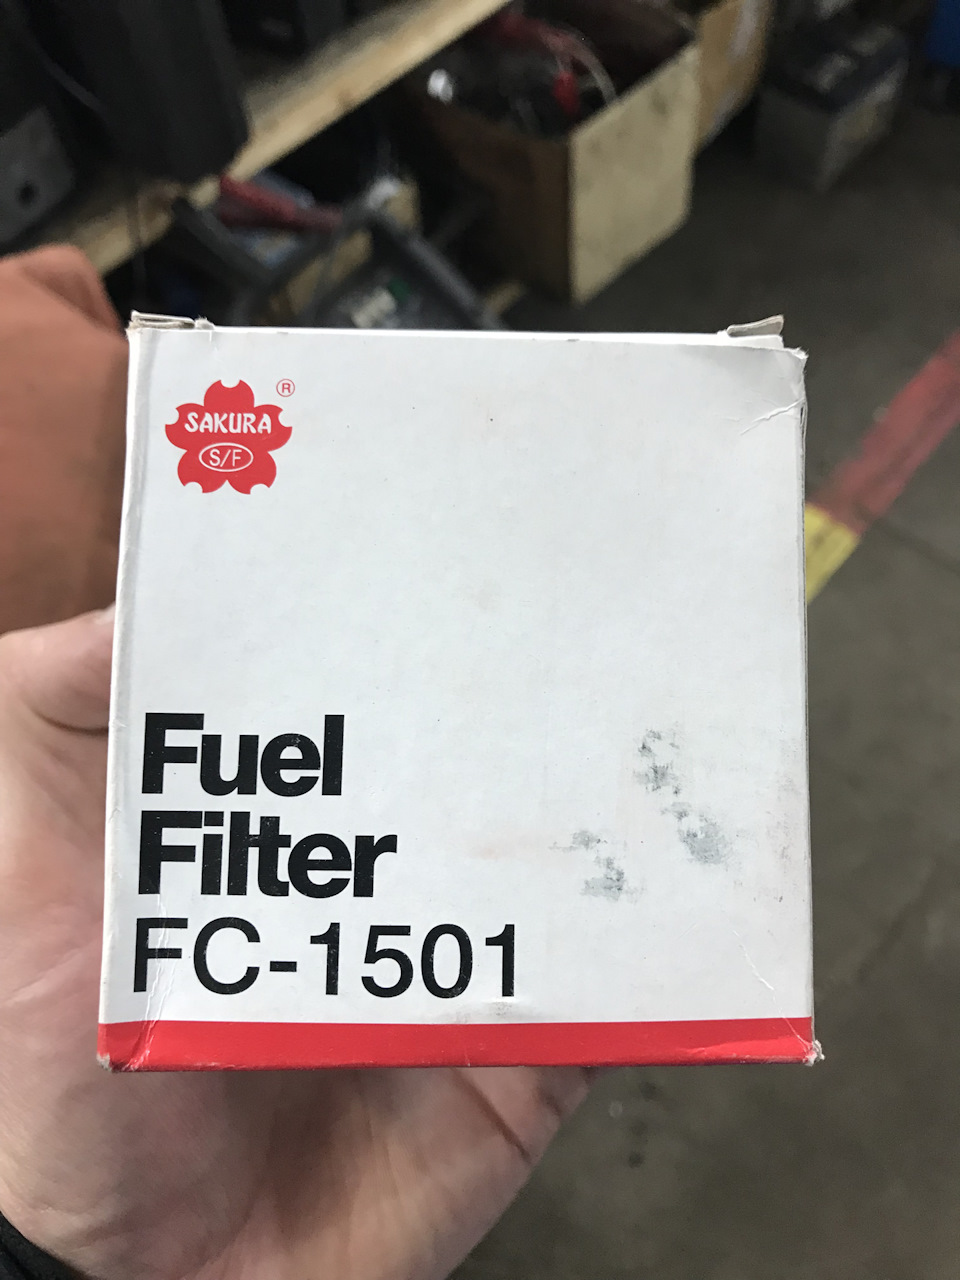 SAKURA
®
S/F
Fuel
Filter
FC-1501